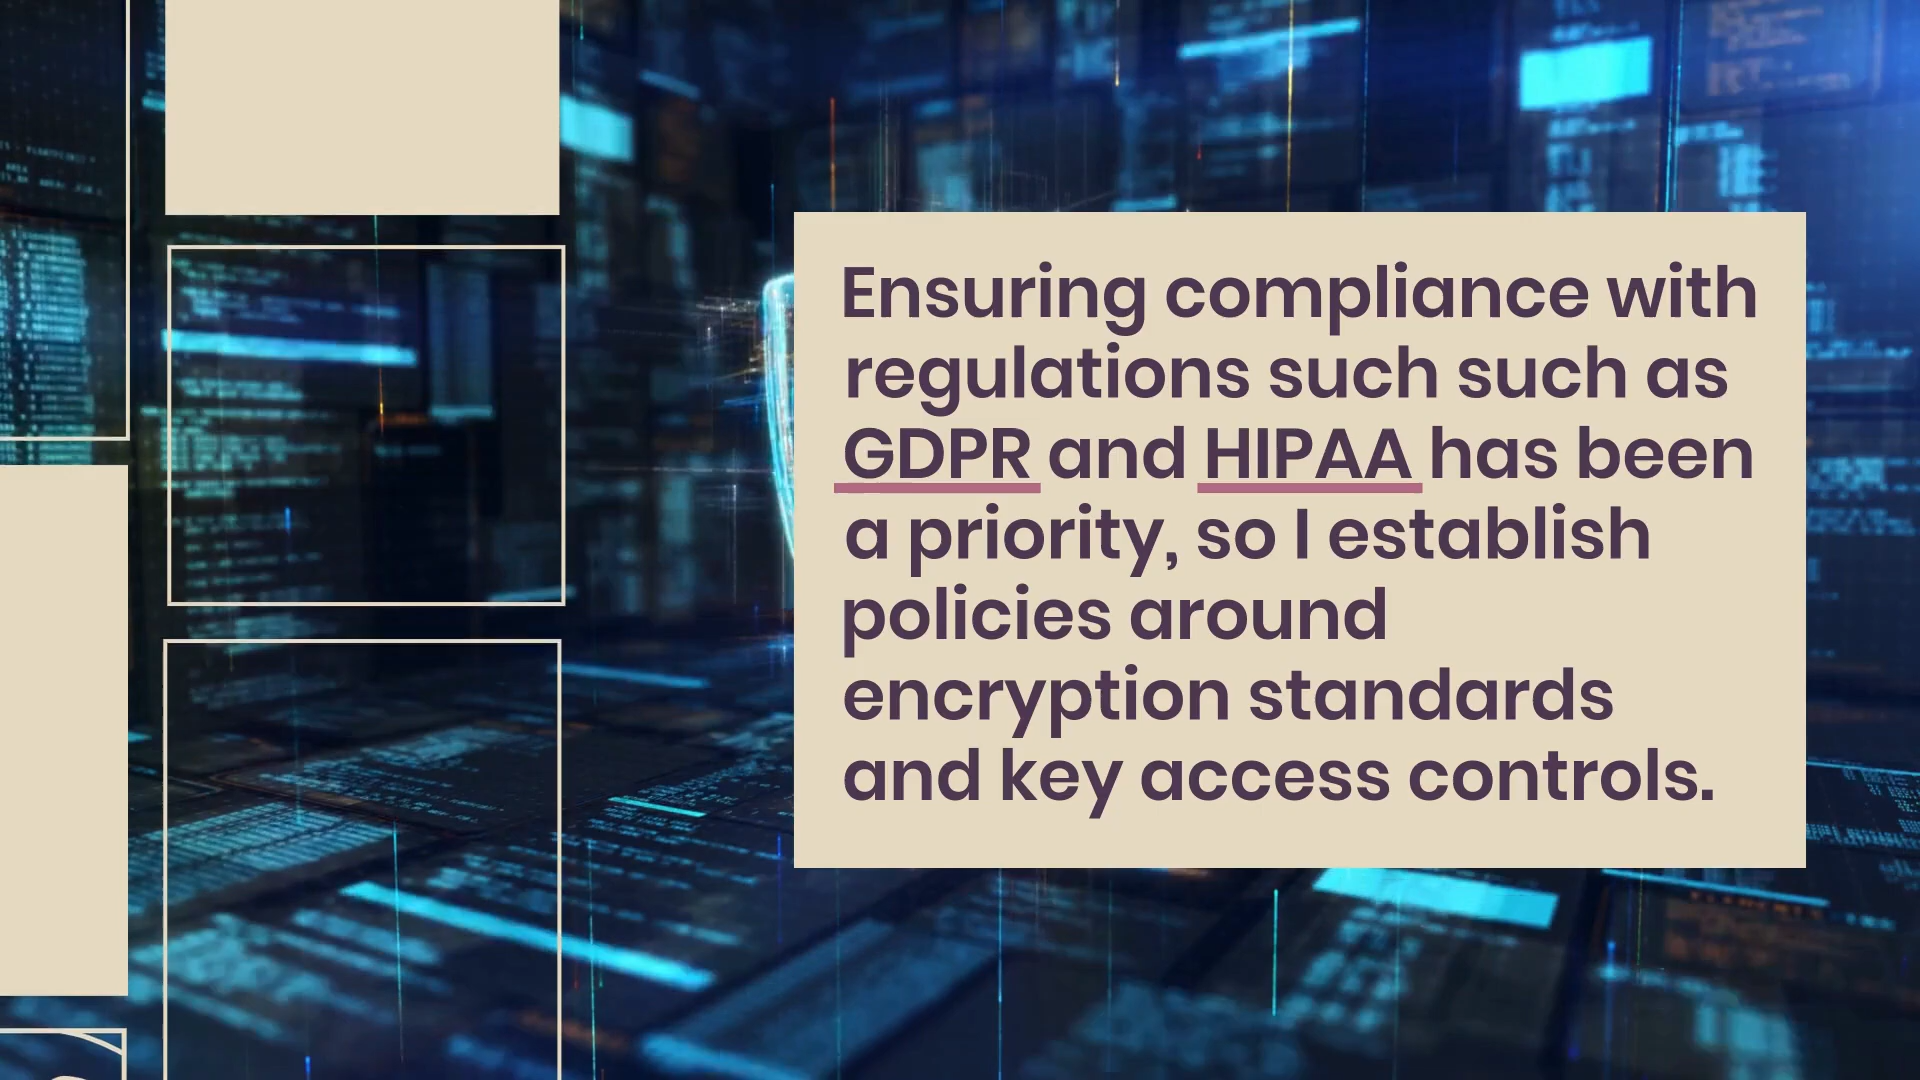 Ensuring compliance with
regulations such such as
GDPR and HIPAA has been
a priority, so I establish
policies around
encryption standards
and key access controls.